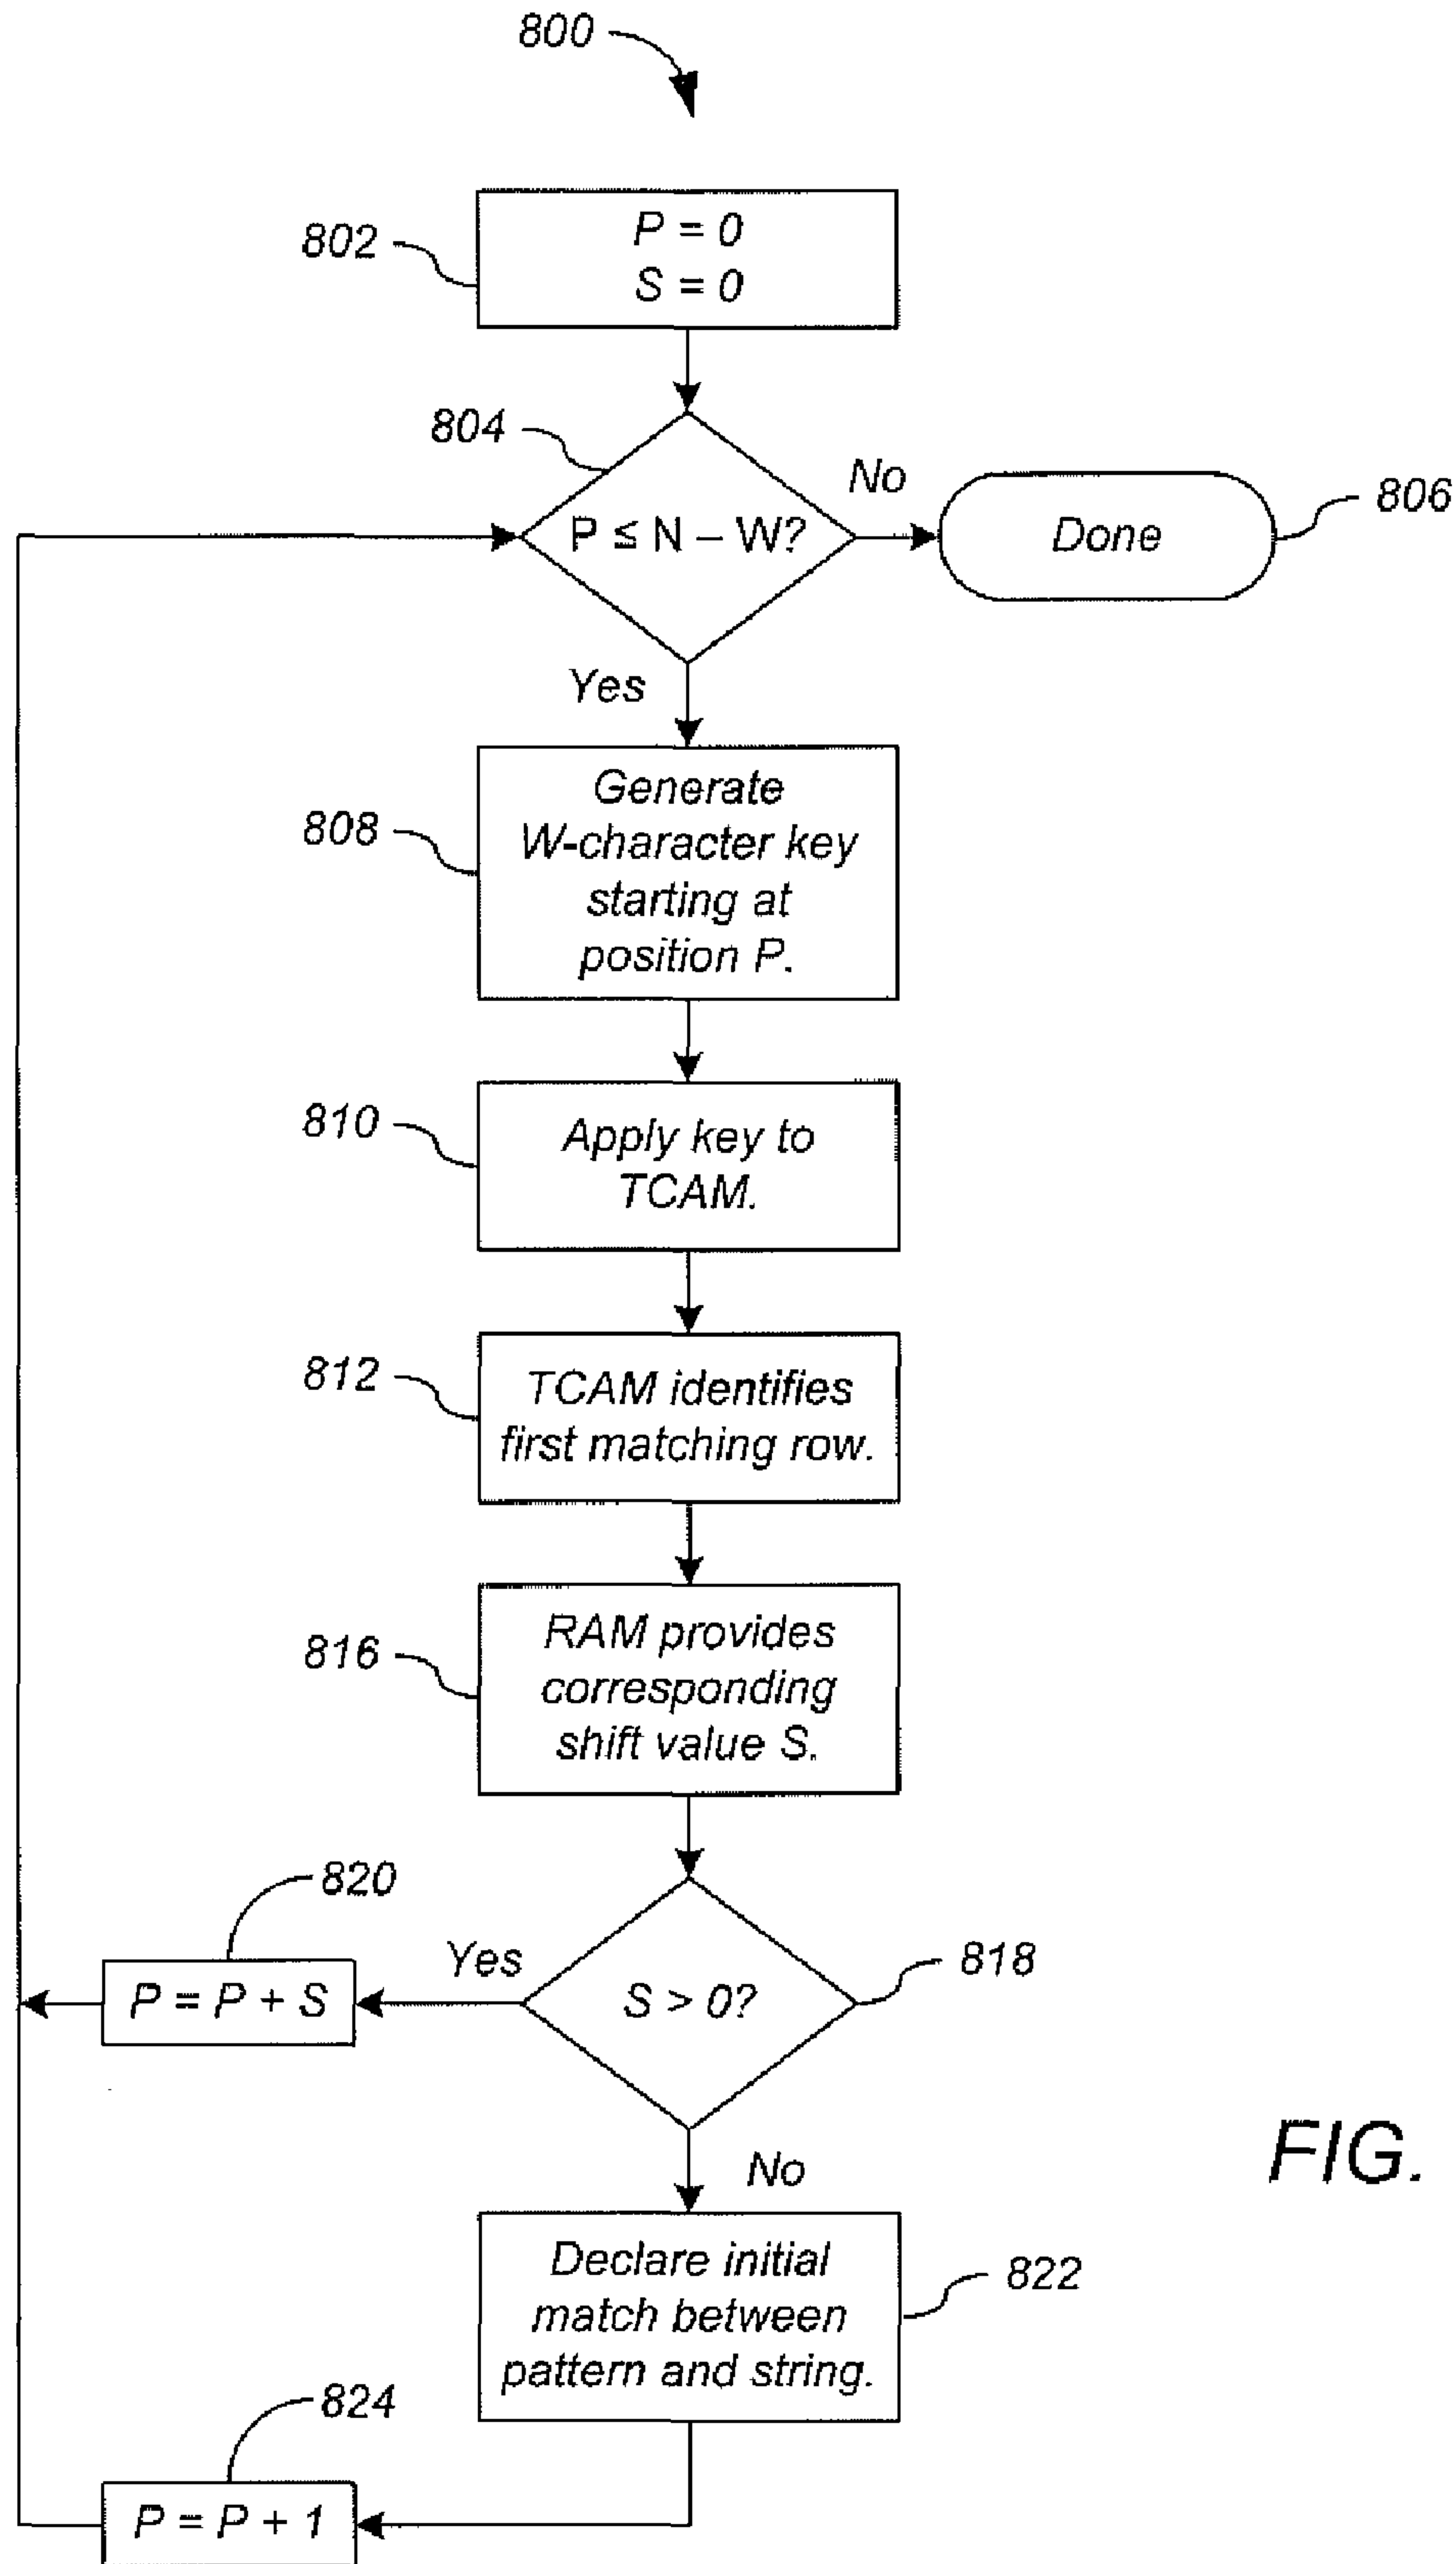 800
802
P = 0
S = 0
804
P ≤ N – W?
No
Done
806
Yes
808
Generate
W-character key
starting at
position P.
810
Apply key to
TCAM.
812
TCAM identifies
first matching row.
816
RAM provides
corresponding
shift value S.
818
S > 0?
Yes
820
P = P + S
No
822
Declare initial
match between
pattern and string.
824
P = P + 1
FIG.